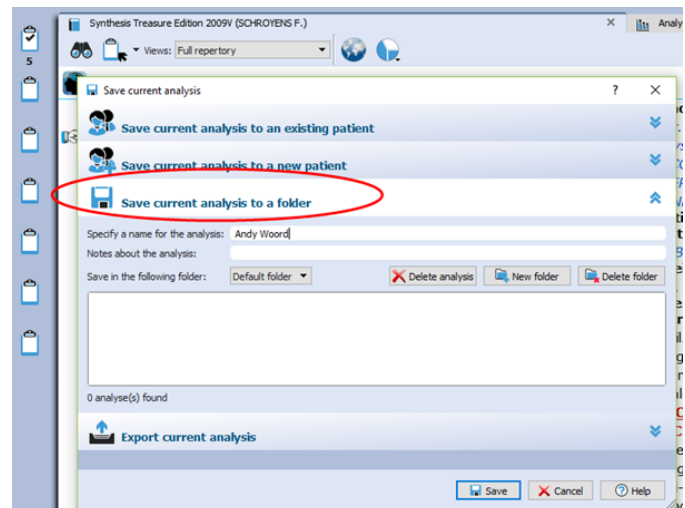 Synthesis Treasure Edition 2009V (SCHROYENS F.)
Analy
Views: Full repertory
5
Save current analysis
Save current analysis to an existing patient
Save current analysis to a new patient
Save current analysis to a folder
Specify a name for the analysis: Andy Woord
Notes about the analysis:
Save in the following folder: Default folder Delete analysis New folder Delete folder
0 analyse(s) found
Export current analysis
Save Cancel Help